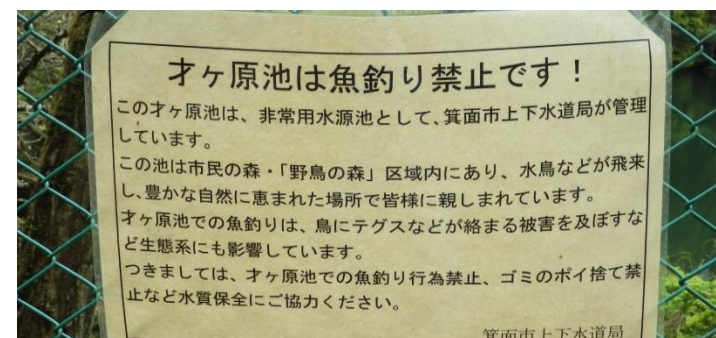 才ヶ原池は魚釣り禁止です！
この才ヶ原池は、非常用水源池として、箕面市上下水道局が管理
しています。
この池は市民の森・「野鳥の森」区域内にあり、水鳥などが飛来
し、豊かな自然に恵まれた場所で皆様に親しまれています。
才ヶ原池での魚釣りは、鳥にテグスなどが絡まる被害を及ぼすな
ど生態系にも影響しています。
つきましては、才ヶ原池での魚釣り行為禁止、ゴミのポイ捨て禁
止など水質保全にご協力ください。
箕面市上下水道局